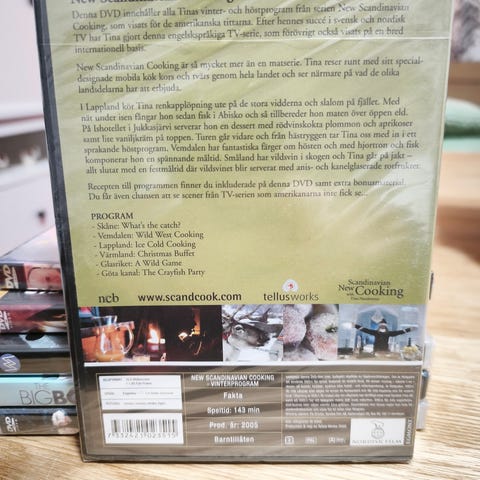 New Scandinavian
Denna DVD innehåller alla Tinas vinter- och höstprogram från serien New Scandinavian
Cooking, som visats för de amerikanska tittarna. Efter hennes succé i svensk och nordisk
TV har Tina gjort denna engelskspråkiga TV-serie, som förövrigt också visats på en bred
internationell basis.
New Scandinavian Cooking är så mycket mer än en matserie. Tina reser runt med sitt special-
designade mobila kök kors och tvärs genom hela landet och ser närmare på vad de olika
landsdelarna har att erbjuda.
I Lappland kör Tina renkapplöpning ute på de stora vidderna och slalom på fjället. Med
nät under isen fångar hon sedan fisk i Abisko och så tillbereder hon maten över öppen eld.
På Ishotellet i Jukkasjärvi serverar hon en dessert med rödvinskokta plommon och aprikoser
samt lite vaniljkräm på toppen. Turen går vidare och från hästryggen tar Tina oss med in i ett
sprakande höstprogram. Vemdalen har fantastiska färger om hösten och med hjortron och fisk
komponerar hon en spännande måltid. Småland har vildsvin i skogen och Tina går på jakt –
allt slutat med en festmåltid där vildsvinet blir serverat med anis- och kanelglaserade rotfrukter.
Recepten till programmen finner du inkluderade på denna DVD samt extra bonusmaterial.
Du får även chansen att se scener från TV-serien som amerikanarna inte fick se...
PROGRAM
- Skåne: What's the catch?
- Vemdalen: Wild West Cooking
- Lappland: Ice Cold Cooking
- Värmland: Christmas Buffet
- Glasriket: A Wild Game
- Göta kanal: The Crayfish Party
ncb www.scandcook.com tellusworks
Scandinavian
New Cooking
NEW SCANDINAVIAN COOKING
- VINTERPROGRAM
Fakta
Speltid: 143 min
Prod. år: 2005
Barntillåten
7332421023515
NORDISK FILM
EGMONT
DVD
THE
BIG BO
DVD